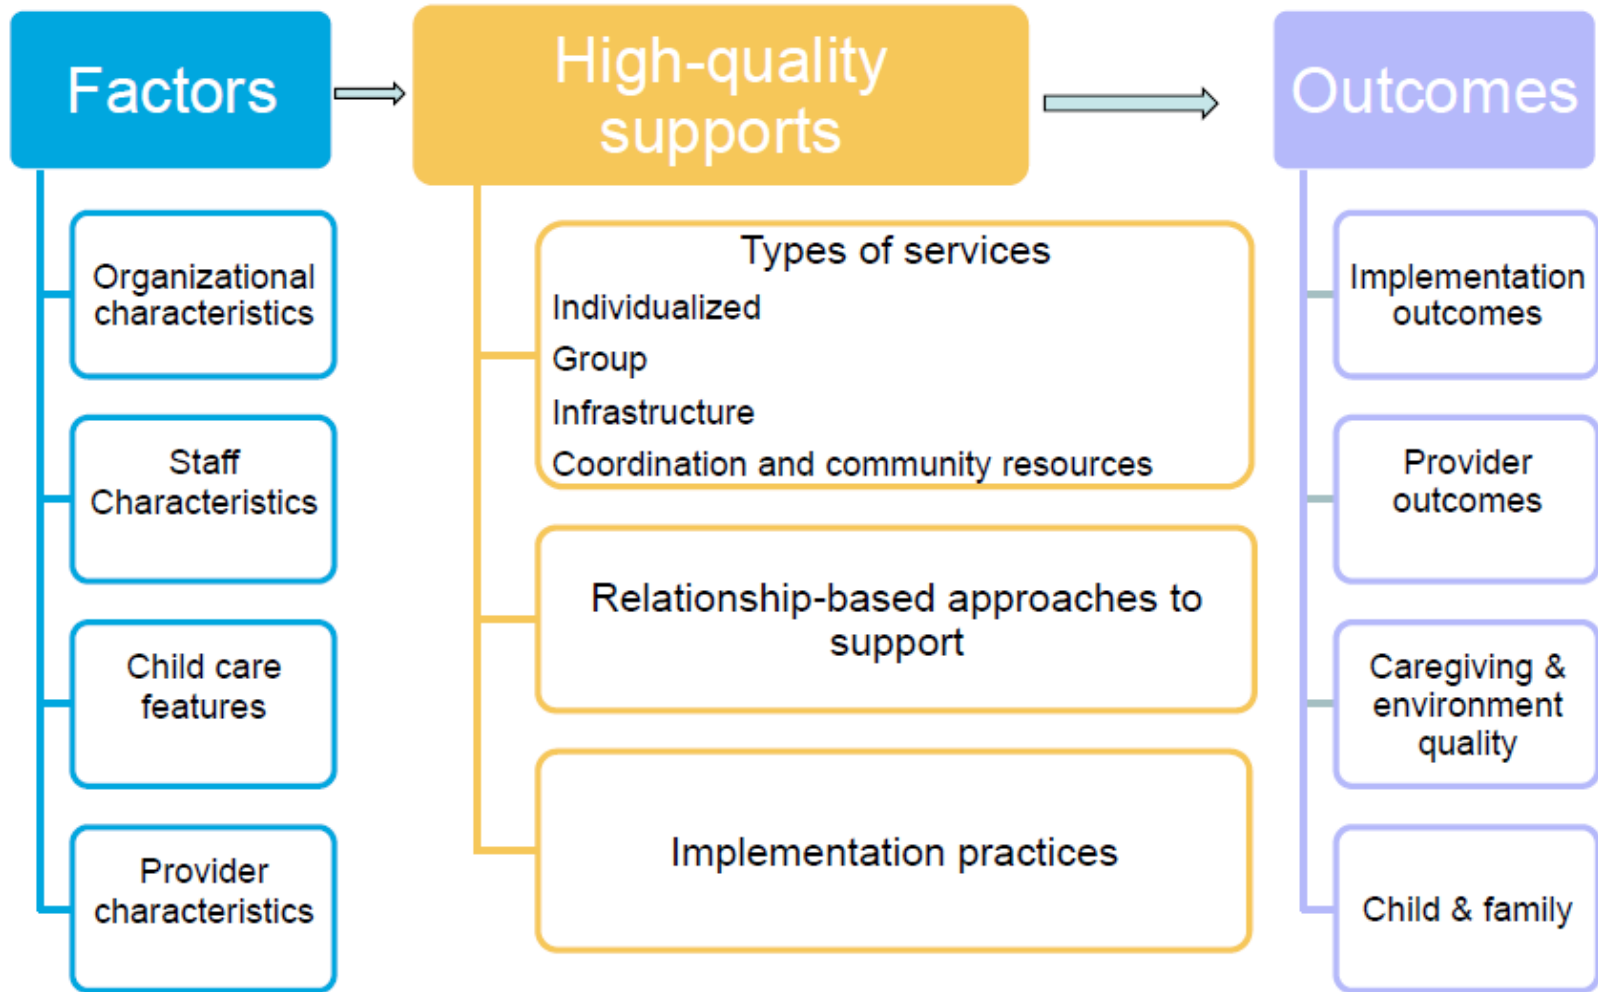 Factors
Organizational
characteristics
Staff
Characteristics
Child care
features
Provider
characteristics
High-quality
supports
Types of services
Individualized
Group
Infrastructure
Coordination and community resources
Relationship-based approaches to
support
Implementation practices
Outcomes
Implementation
outcomes
Provider
outcomes
Caregiving &
environment
quality
Child & family